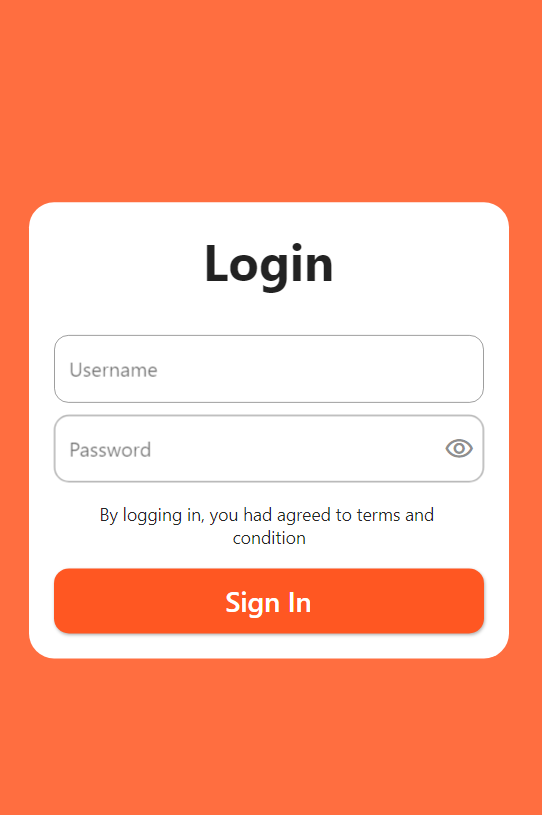 Login
Username
Password
By logging in, you had agreed to terms and
condition
Sign In